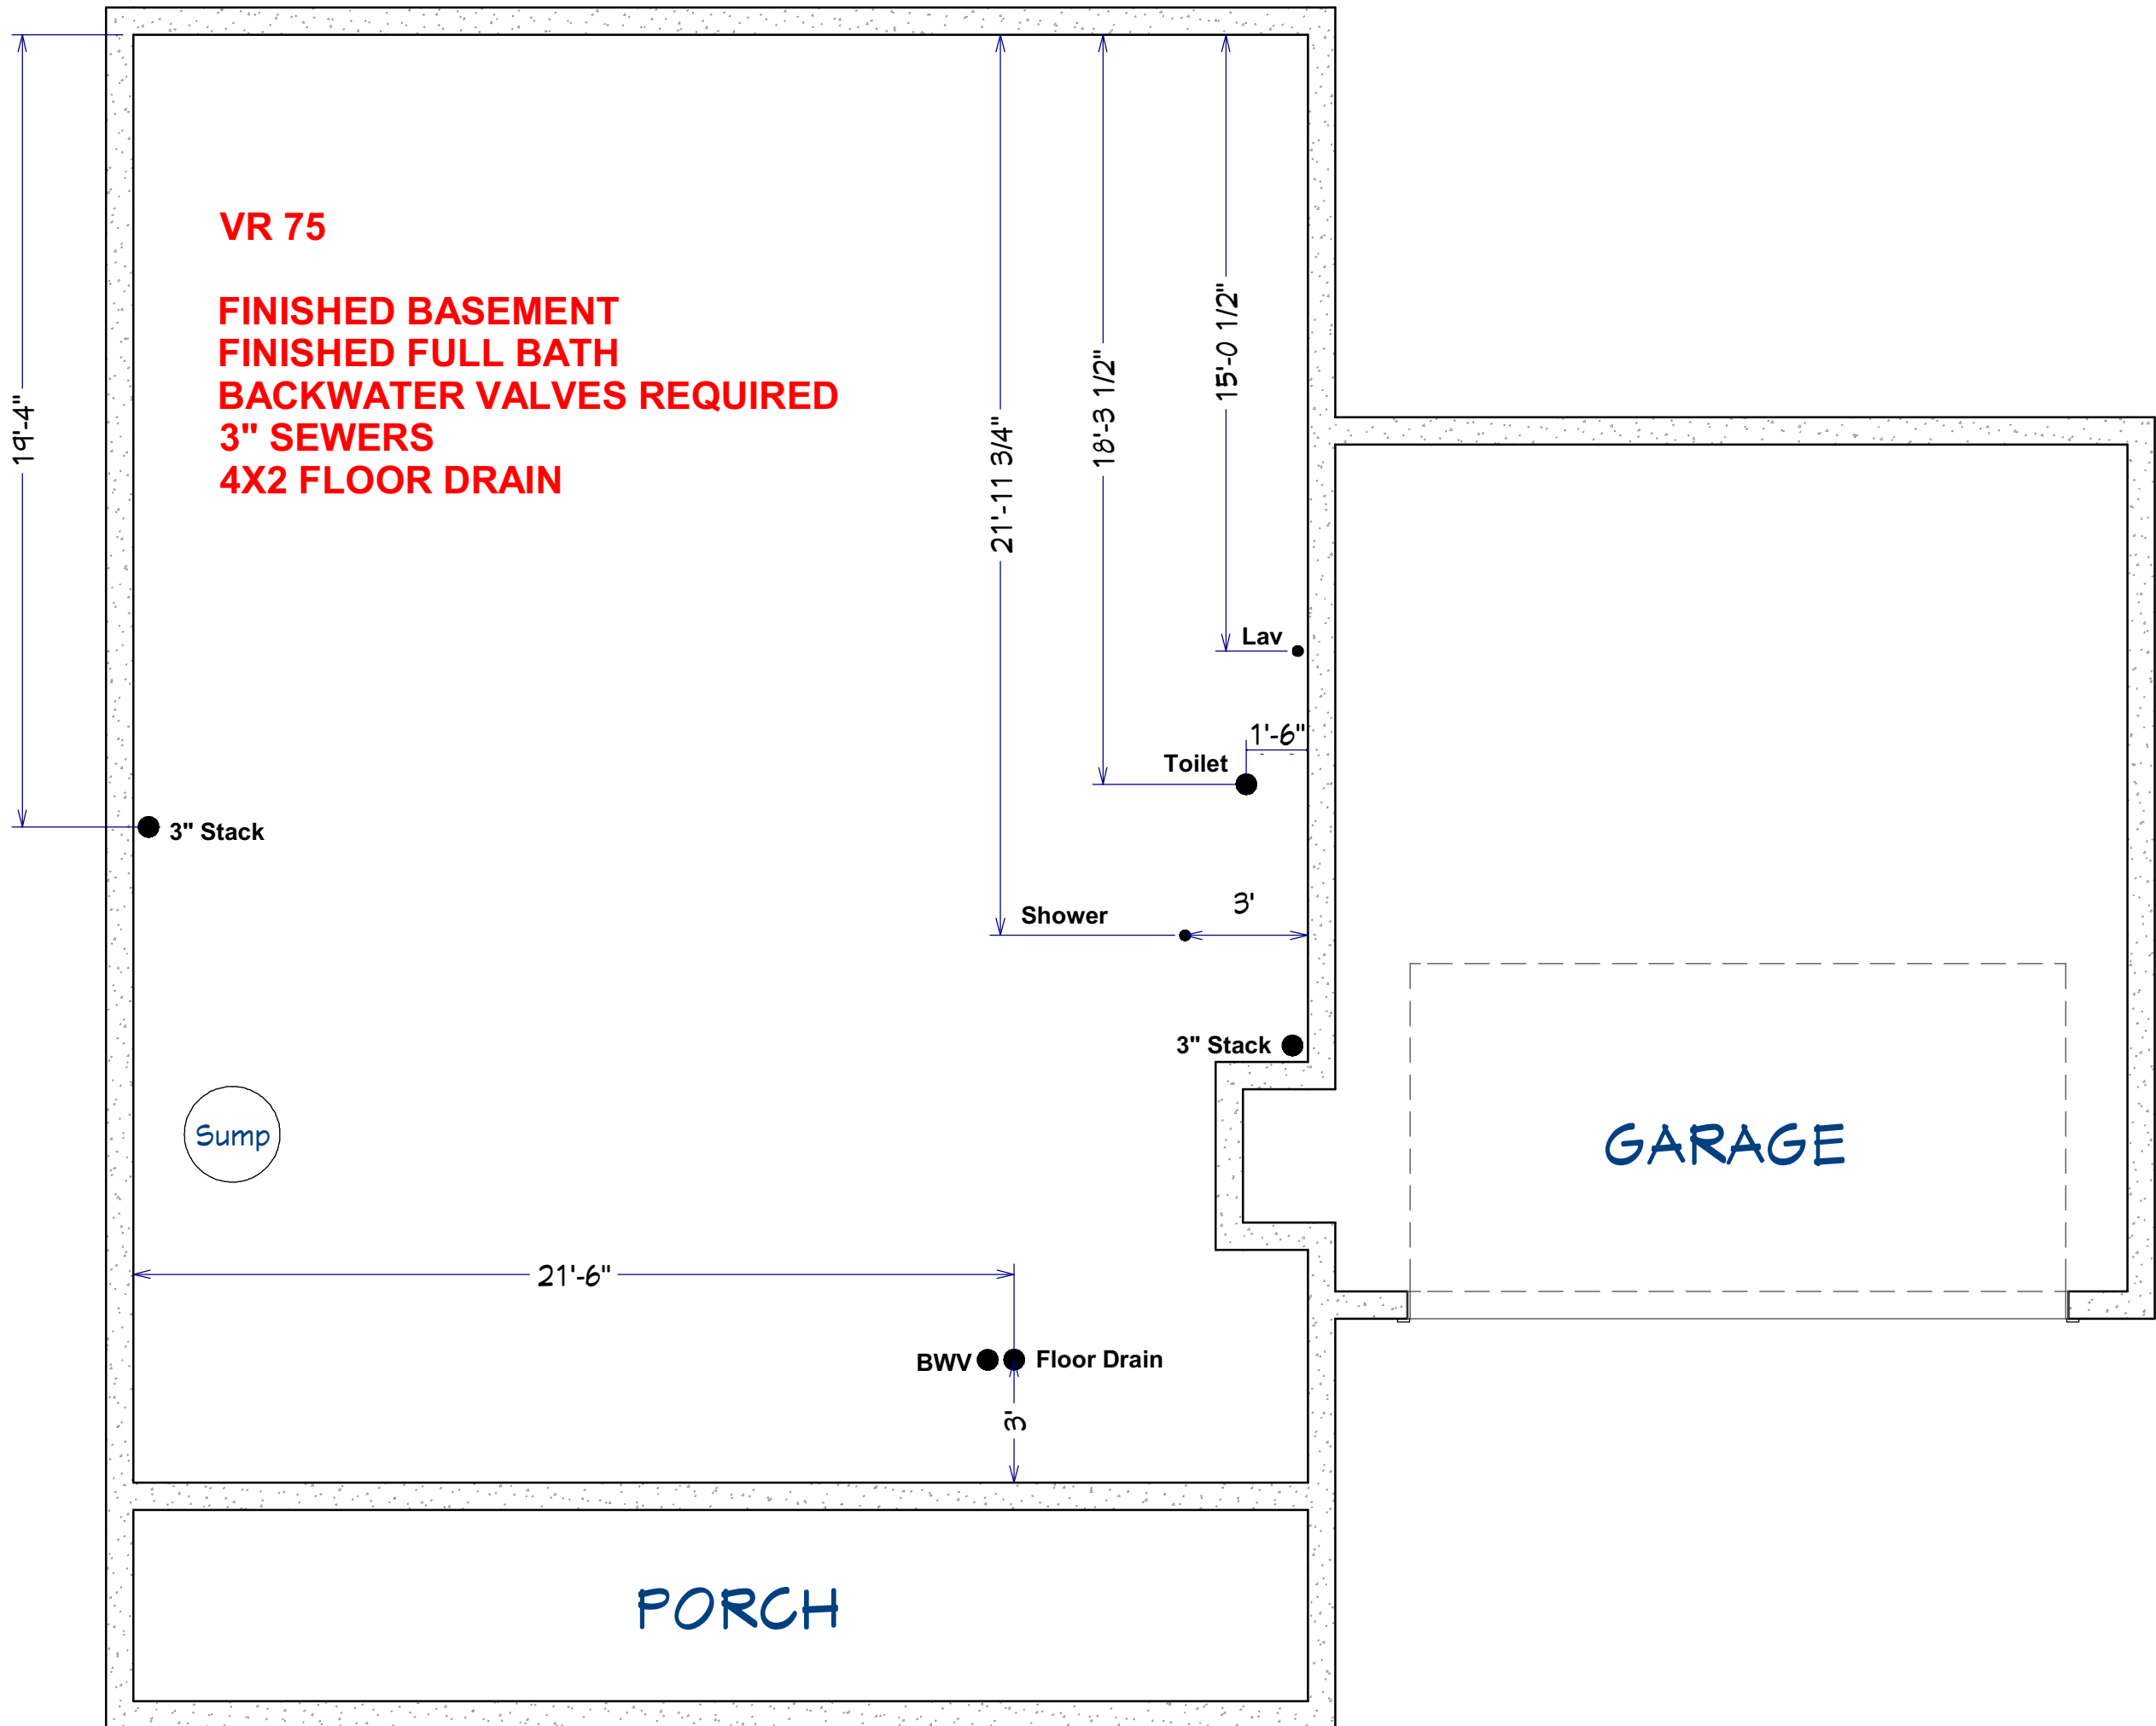 VR 75
FINISHED BASEMENT
FINISHED FULL BATH
BACKWATER VALVES REQUIRED
3" SEWERS
4X2 FLOOR DRAIN
19'-4"
21'-11 3/4"
18'-3 1/2"
15'-0 1/2"
Lav
1'-6"
Toilet
3" Stack
3'
Shower
3" Stack
Sump
GARAGE
21'-6"
BWV
Floor Drain
3'
PORCH